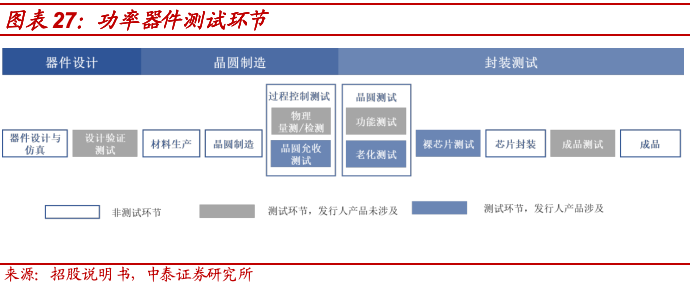 图表 27：功率器件测试环节
器件设计 晶圆制造 封装测试
过程控制测试 晶圆测试
器件设计与
仿真
设计验证
测试
材料生产
晶圆制造
物理
量测/检测
晶圆允收
测试
功能测试
老化测试
裸芯片测试
芯片封装
成品测试
成品
非测试环节
测试环节，发行人产品未涉及
测试环节，发行人产品涉及
来源：招股说明书，中泰证券研究所